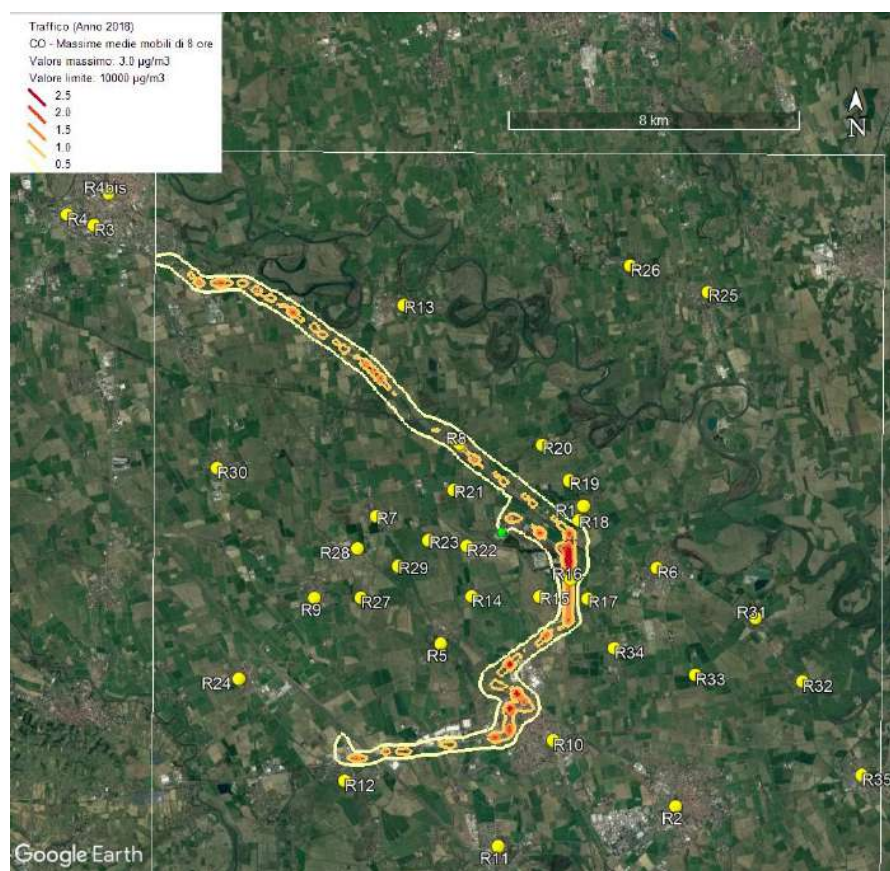 Traffico (Anno 2016)
CO - Massime medie mobili di 8 ore
Valore massimo: 3.0 µg/m3
Valore limite: 10000 µg/m3
2.5
2.0
1.5
1.0
0.5
8 km
N
R4bis
R4
R3
R26
R25
R13
R8
R20
R30
R21
R19
R1
R7
R18
R23
R28
R22
R29
R16
R6
R9
R27
R14
R15
R17
R31
R5
R34
R24
R33
R32
R10
R12
R35
R2
R11
Google Earth